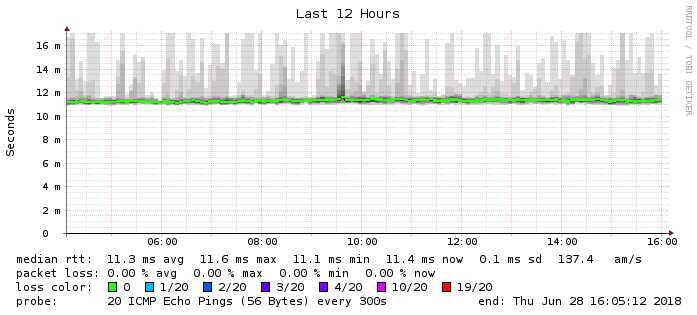 Last 12 Hours
RRDTOOL / TOBI OETIKER
Seconds
16 m
14 m
12 m
10 m
8 m
6 m
4 m
2 m
0
06:00 08:00 10:00 12:00 14:00 16:00
median rtt: 11.3 ms avg 11.6 ms max 11.1 ms min 11.4 ms now 0.1 ms sd 137.4 am/s
packet loss: 0.00 % avg 0.00 % max 0.00 % min 0.00 % now
loss color: 0 1/20 2/20 3/20 4/20 10/20 19/20
probe: 20 ICMP Echo Pings (56 Bytes) every 300s end: Thu Jun 28 16:05:12 2018